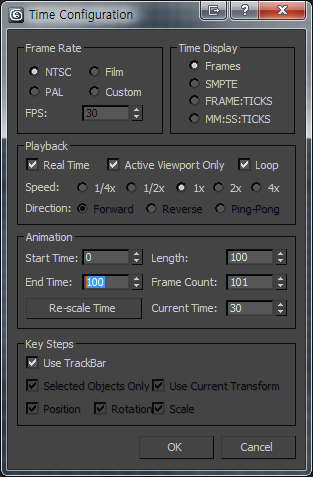 Time Configuration
Frame Rate
NTSC Film
PAL Custom
FPS: 30
Time Display
Frames
SMPTE
FRAME:TICKS
MM:SS:TICKS
Playback
Real Time Active Viewport Only Loop
Speed: 1/4x 1/2x 1x 2x 4x
Direction: Forward Reverse Ping-Pong
Animation
Start Time: 0 Length: 100
End Time: 100 Frame Count: 101
Re-scale Time Current Time: 30
Key Steps
Use TrackBar
Selected Objects Only Use Current Transform
Position Rotation Scale
OK Cancel